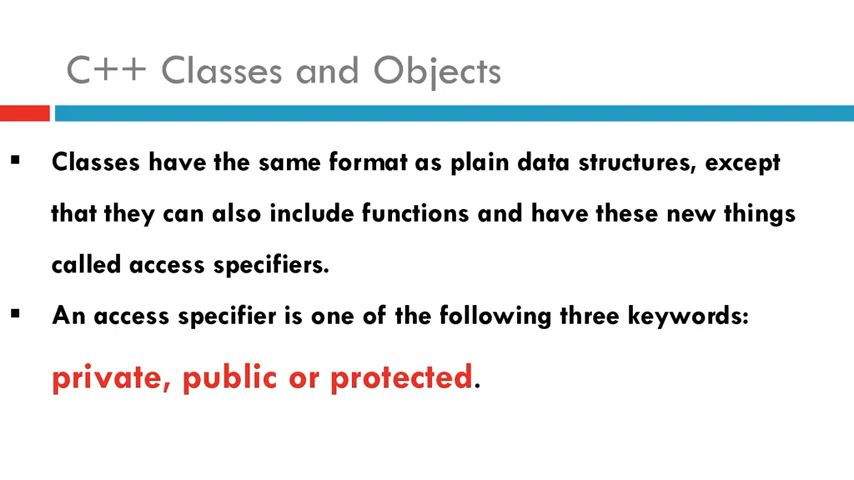 C++ Classes and Objects
▪ Classes have the same format as plain data structures, except
that they can also include functions and have these new things
called access specifiers.
▪ An access specifier is one of the following three keywords:
private, public or protected.